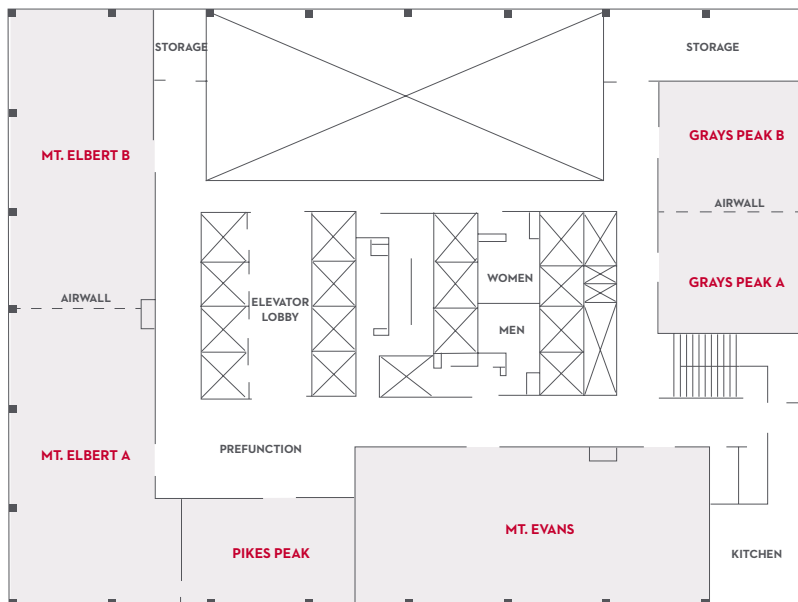 STORAGE
STORAGE
MT. ELBERT B
GRAYS PEAK B
AIRWALL
WOMEN
GRAYS PEAK A
AIRWALL
ELEVATOR
LOBBY
MEN
PREFUNCTION
MT. ELBERT A
MT. EVANS
PIKES PEAK
KITCHEN